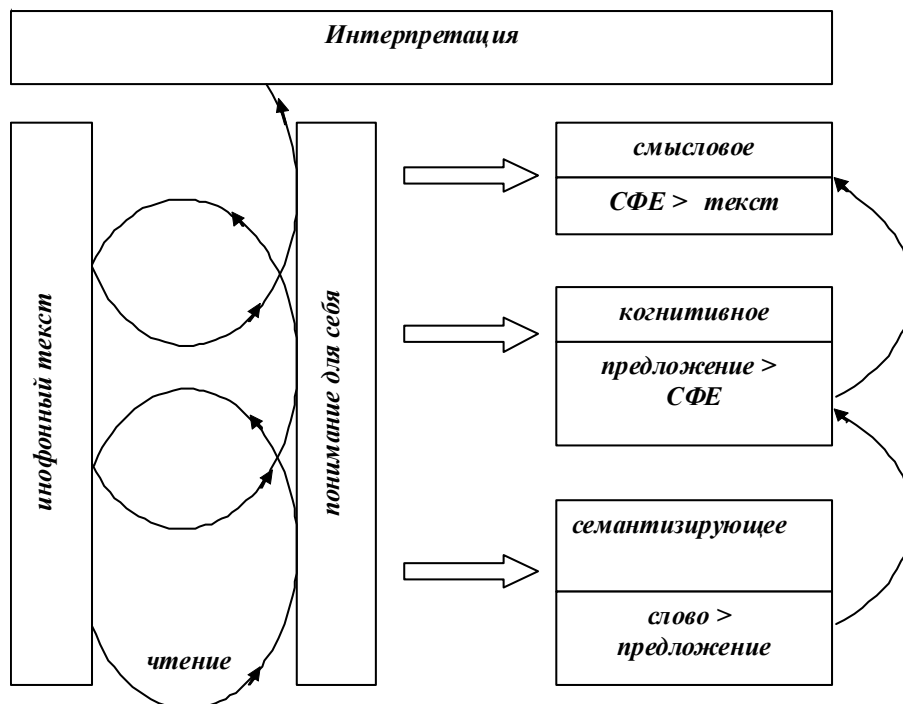 Интерпретация
инофонный текст
понимание для себя
чтение
смысловое
СФЕ > текст
когнитивное
предложение >
СФЕ
семантизирующее
слово >
предложение